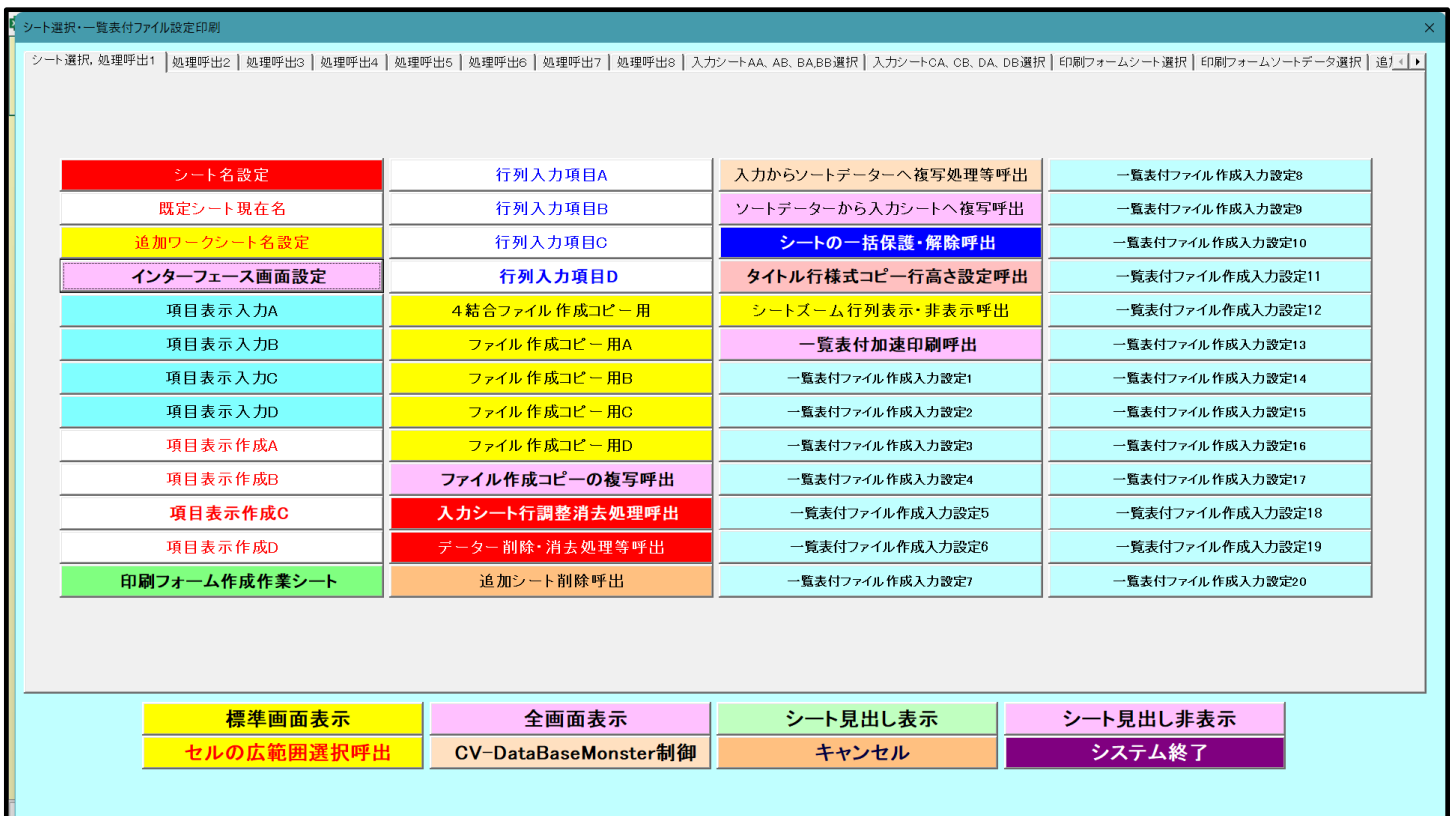 シート選択・一覧表付ファイル設定印刷
シート選択, 処理呼出1 処理呼出2 処理呼出3 処理呼出4 処理呼出5 処理呼出6 処理呼出7 処理呼出8 入力シートAA、AB、BA,BB選択 入力シートCA、CB、DA、DB選択 印刷フォームシート選択 印刷フォームソートデータ選択
シート名設定 行列入力項目A 入力からソートデーターへ複写処理等呼出 一覧表付ファイル作成入力設定8
既定シート現在名 行列入力項目B ソートデーターから入力シートへ複写呼出 一覧表付ファイル作成入力設定9
追加ワークシート名設定 行列入力項目C シートの一括保護・解除呼出 一覧表付ファイル作成入力設定10
インターフェース画面設定 行列入力項目D タイトル行様式コピー行高さ設定呼出 一覧表付ファイル作成入力設定11
項目表示入力A 4結合ファイル作成コピー用 シートズーム行列表示・非表示呼出 一覧表付ファイル作成入力設定12
項目表示入力B ファイル作成コピー用A 一覧表付加速印刷呼出 一覧表付ファイル作成入力設定13
項目表示入力C ファイル作成コピー用B 一覧表付ファイル作成入力設定1 一覧表付ファイル作成入力設定14
項目表示入力D ファイル作成コピー用C 一覧表付ファイル作成入力設定2 一覧表付ファイル作成入力設定15
項目表示作成A ファイル作成コピー用D 一覧表付ファイル作成入力設定3 一覧表付ファイル作成入力設定16
項目表示作成B ファイル作成コピーの複写呼出 一覧表付ファイル作成入力設定4 一覧表付ファイル作成入力設定17
項目表示作成C 入力シート行調整消去処理呼出 一覧表付ファイル作成入力設定5 一覧表付ファイル作成入力設定18
項目表示作成D データー削除・消去処理等呼出 一覧表付ファイル作成入力設定6 一覧表付ファイル作成入力設定19
印刷フォーム作成作業シート 追加シート削除呼出 一覧表付ファイル作成入力設定7 一覧表付ファイル作成入力設定20
標準画面表示 全画面表示 シート見出し表示 シート見出し非表示
セルの広範囲選択呼出 CV-DataBaseMonster制御 キャンセル システム終了